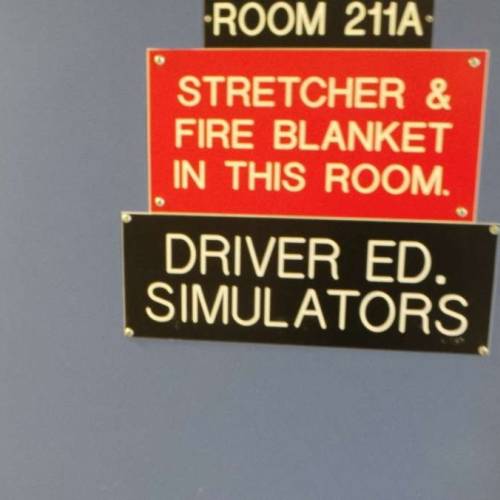 ROOM 211A
STRETCHER &
FIRE BLANKET
IN THIS ROOM.
DRIVER ED.
SIMULATORS